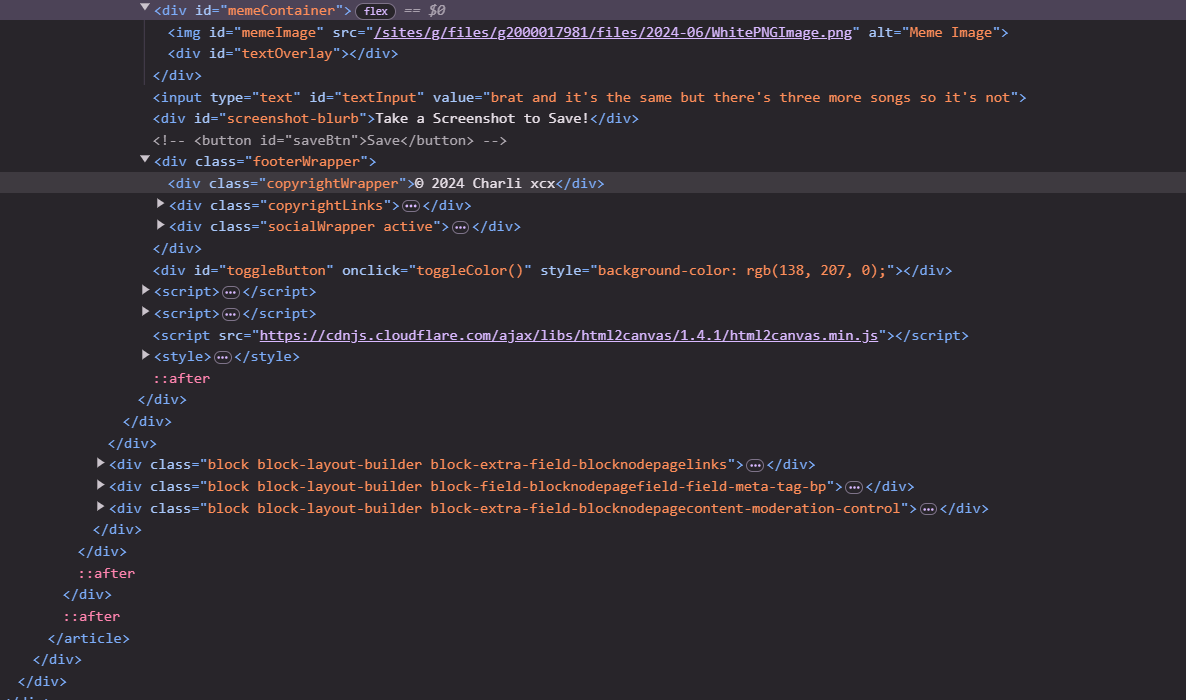 <div id="memeContainer"> flex == $0
<img id="memeImage" src="/sites/g/files/g2000017981/files/2024-06/WhitePNGImage.png" alt="Meme Image">
<div id="textOverlay"></div>
</div>
<input type="text" id="textInput" value="brat and it's the same but there's three more songs so it's not">
<div id="screenshot-blurb">Take a Screenshot to Save!</div>
<!-- <button id="saveBtn">Save</button> -->
<div class="footerWrapper">
<div class="copyrightWrapper">© 2024 Charli xcx</div>
<div class="copyrightLinks">…</div>
<div class="socialWrapper active">…</div>
</div>
<div id="toggleButton" onclick="toggleColor()" style="background-color: rgb(138, 207, 0);"></div>
<script>…</script>
<script>…</script>
<script src="https://cdnjs.cloudflare.com/ajax/libs/html2canvas/1.4.1/html2canvas.min.js"></script>
<style>…</style>
::after
</div>
</div>
</div>
<div class="block block-layout-builder block-extra-field-blocknodepagelinks">…</div>
<div class="block block-layout-builder block-field-blocknodepagefield-field-meta-tag-bp">…</div>
<div class="block block-layout-builder block-extra-field-blocknodepagecontent-moderation-control">…</div>
</div>
</div>
::after
</div>
::after
</article>
</div>
</div>